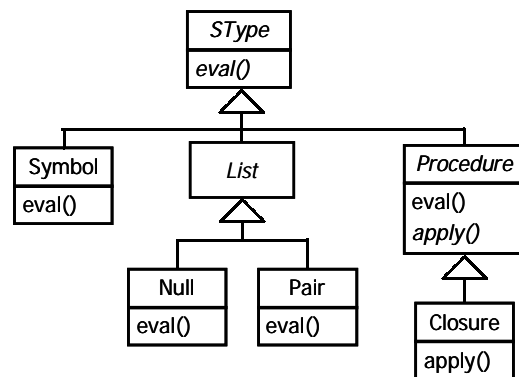 SType
eval()
Symbol
eval()
List
Procedure
eval()
apply()
Null
eval()
Pair
eval()
Closure
apply()